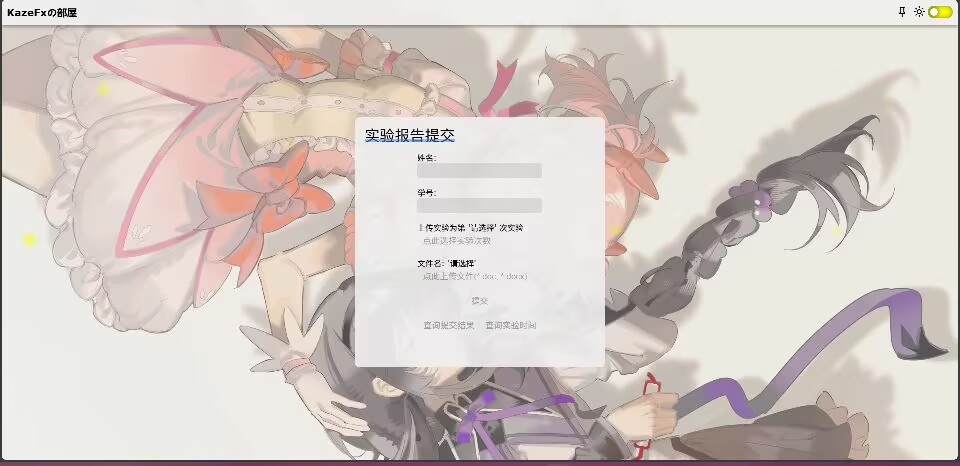 KazeFxの部屋
实验报告提交
姓名:
学号:
上传实验为第 '请选择' 次实验
点此选择实验次数
文件名: '请选择'
点此上传文件(*.doc, *.docx)
提交
查询提交结果 查询实验时间